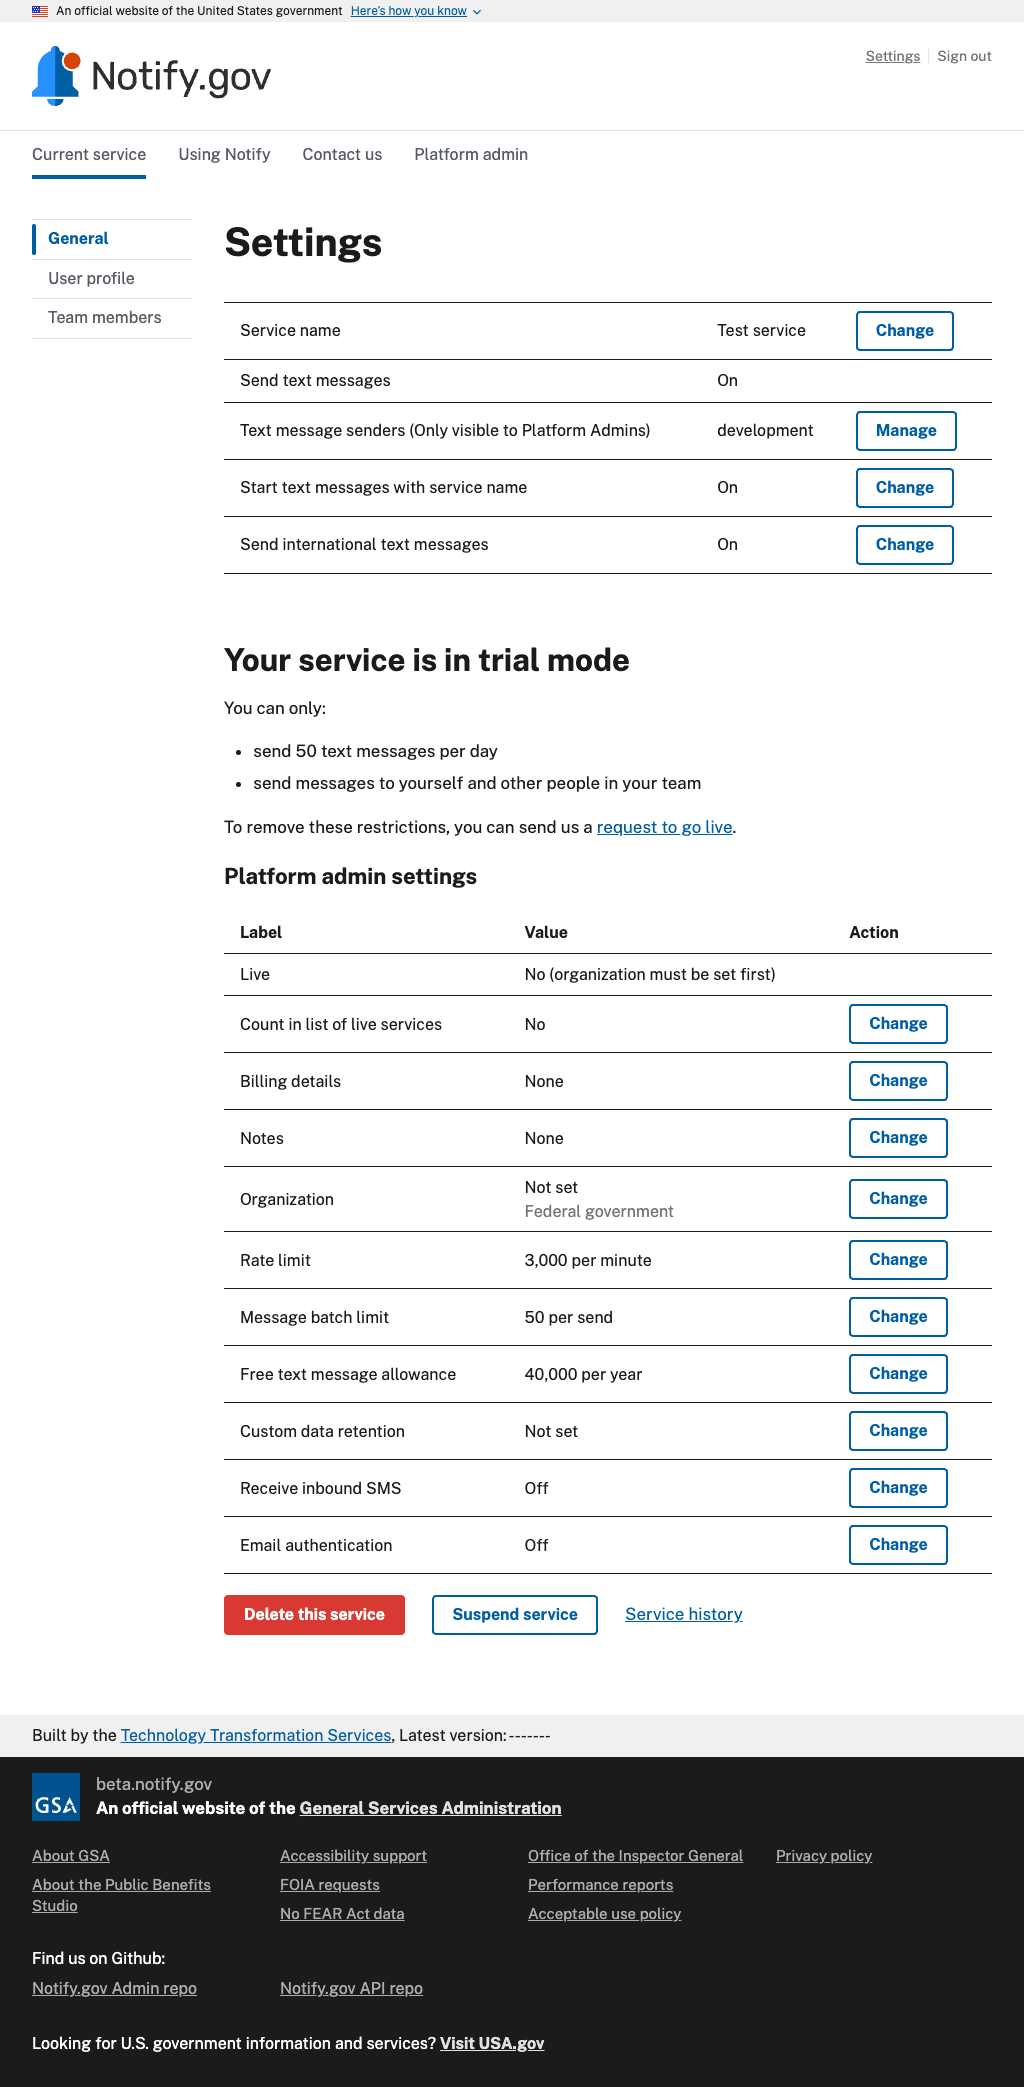 An official website of the United States government Here's how you know
Notify.gov
Settings Sign out
Current service Using Notify Contact us Platform admin
General
User profile
Team members
Settings
Service name Test service Change
Send text messages On
Text message senders (Only visible to Platform Admins) development Manage
Start text messages with service name On Change
Send international text messages On Change
Your service is in trial mode
You can only:
• send 50 text messages per day
• send messages to yourself and other people in your team
To remove these restrictions, you can send us a request to go live.
Platform admin settings
Label Value Action
Live No (organization must be set first)
Count in list of live services No Change
Billing details None Change
Notes None Change
Organization Not set Federal government Change
Rate limit 3,000 per minute Change
Message batch limit 50 per send Change
Free text message allowance 40,000 per year Change
Custom data retention Not set Change
Receive inbound SMS Off Change
Email authentication Off Change
Delete this service Suspend service Service history
Built by the Technology Transformation Services, Latest version:-------
GSA
beta.notify.gov
An official website of the General Services Administration
About GSA
About the Public Benefits
Studio
Accessibility support
FOIA requests
No FEAR Act data
Office of the Inspector General
Performance reports
Acceptable use policy
Privacy policy
Find us on Github:
Notify.gov Admin repo Notify.gov API repo
Looking for U.S. government information and services? Visit USA.gov